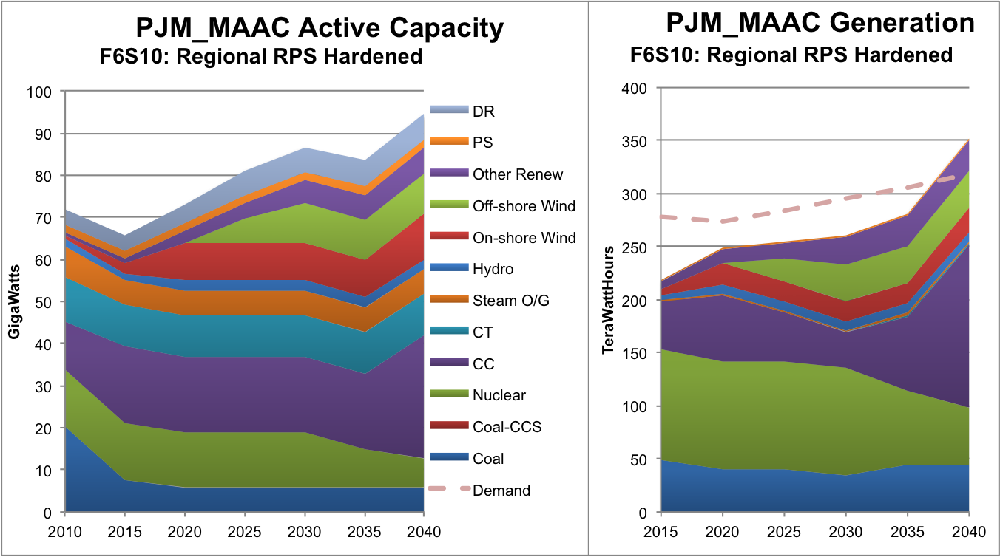 PJM_MAAC Active Capacity
F6S10: Regional RPS Hardened
GigaWatts
100
90
80
70
60
50
40
30
20
10
0
2010 2015 2020 2025 2030 2035 2040
DR
PS
Other Renew
Off-shore Wind
On-shore Wind
Hydro
Steam O/G
CT
CC
Nuclear
Coal-CCS
Coal
Demand
PJM_MAAC Generation
F6S10: Regional RPS Hardened
TeraWattHours
400
350
300
250
200
150
100
50
0
2015 2020 2025 2030 2035 2040